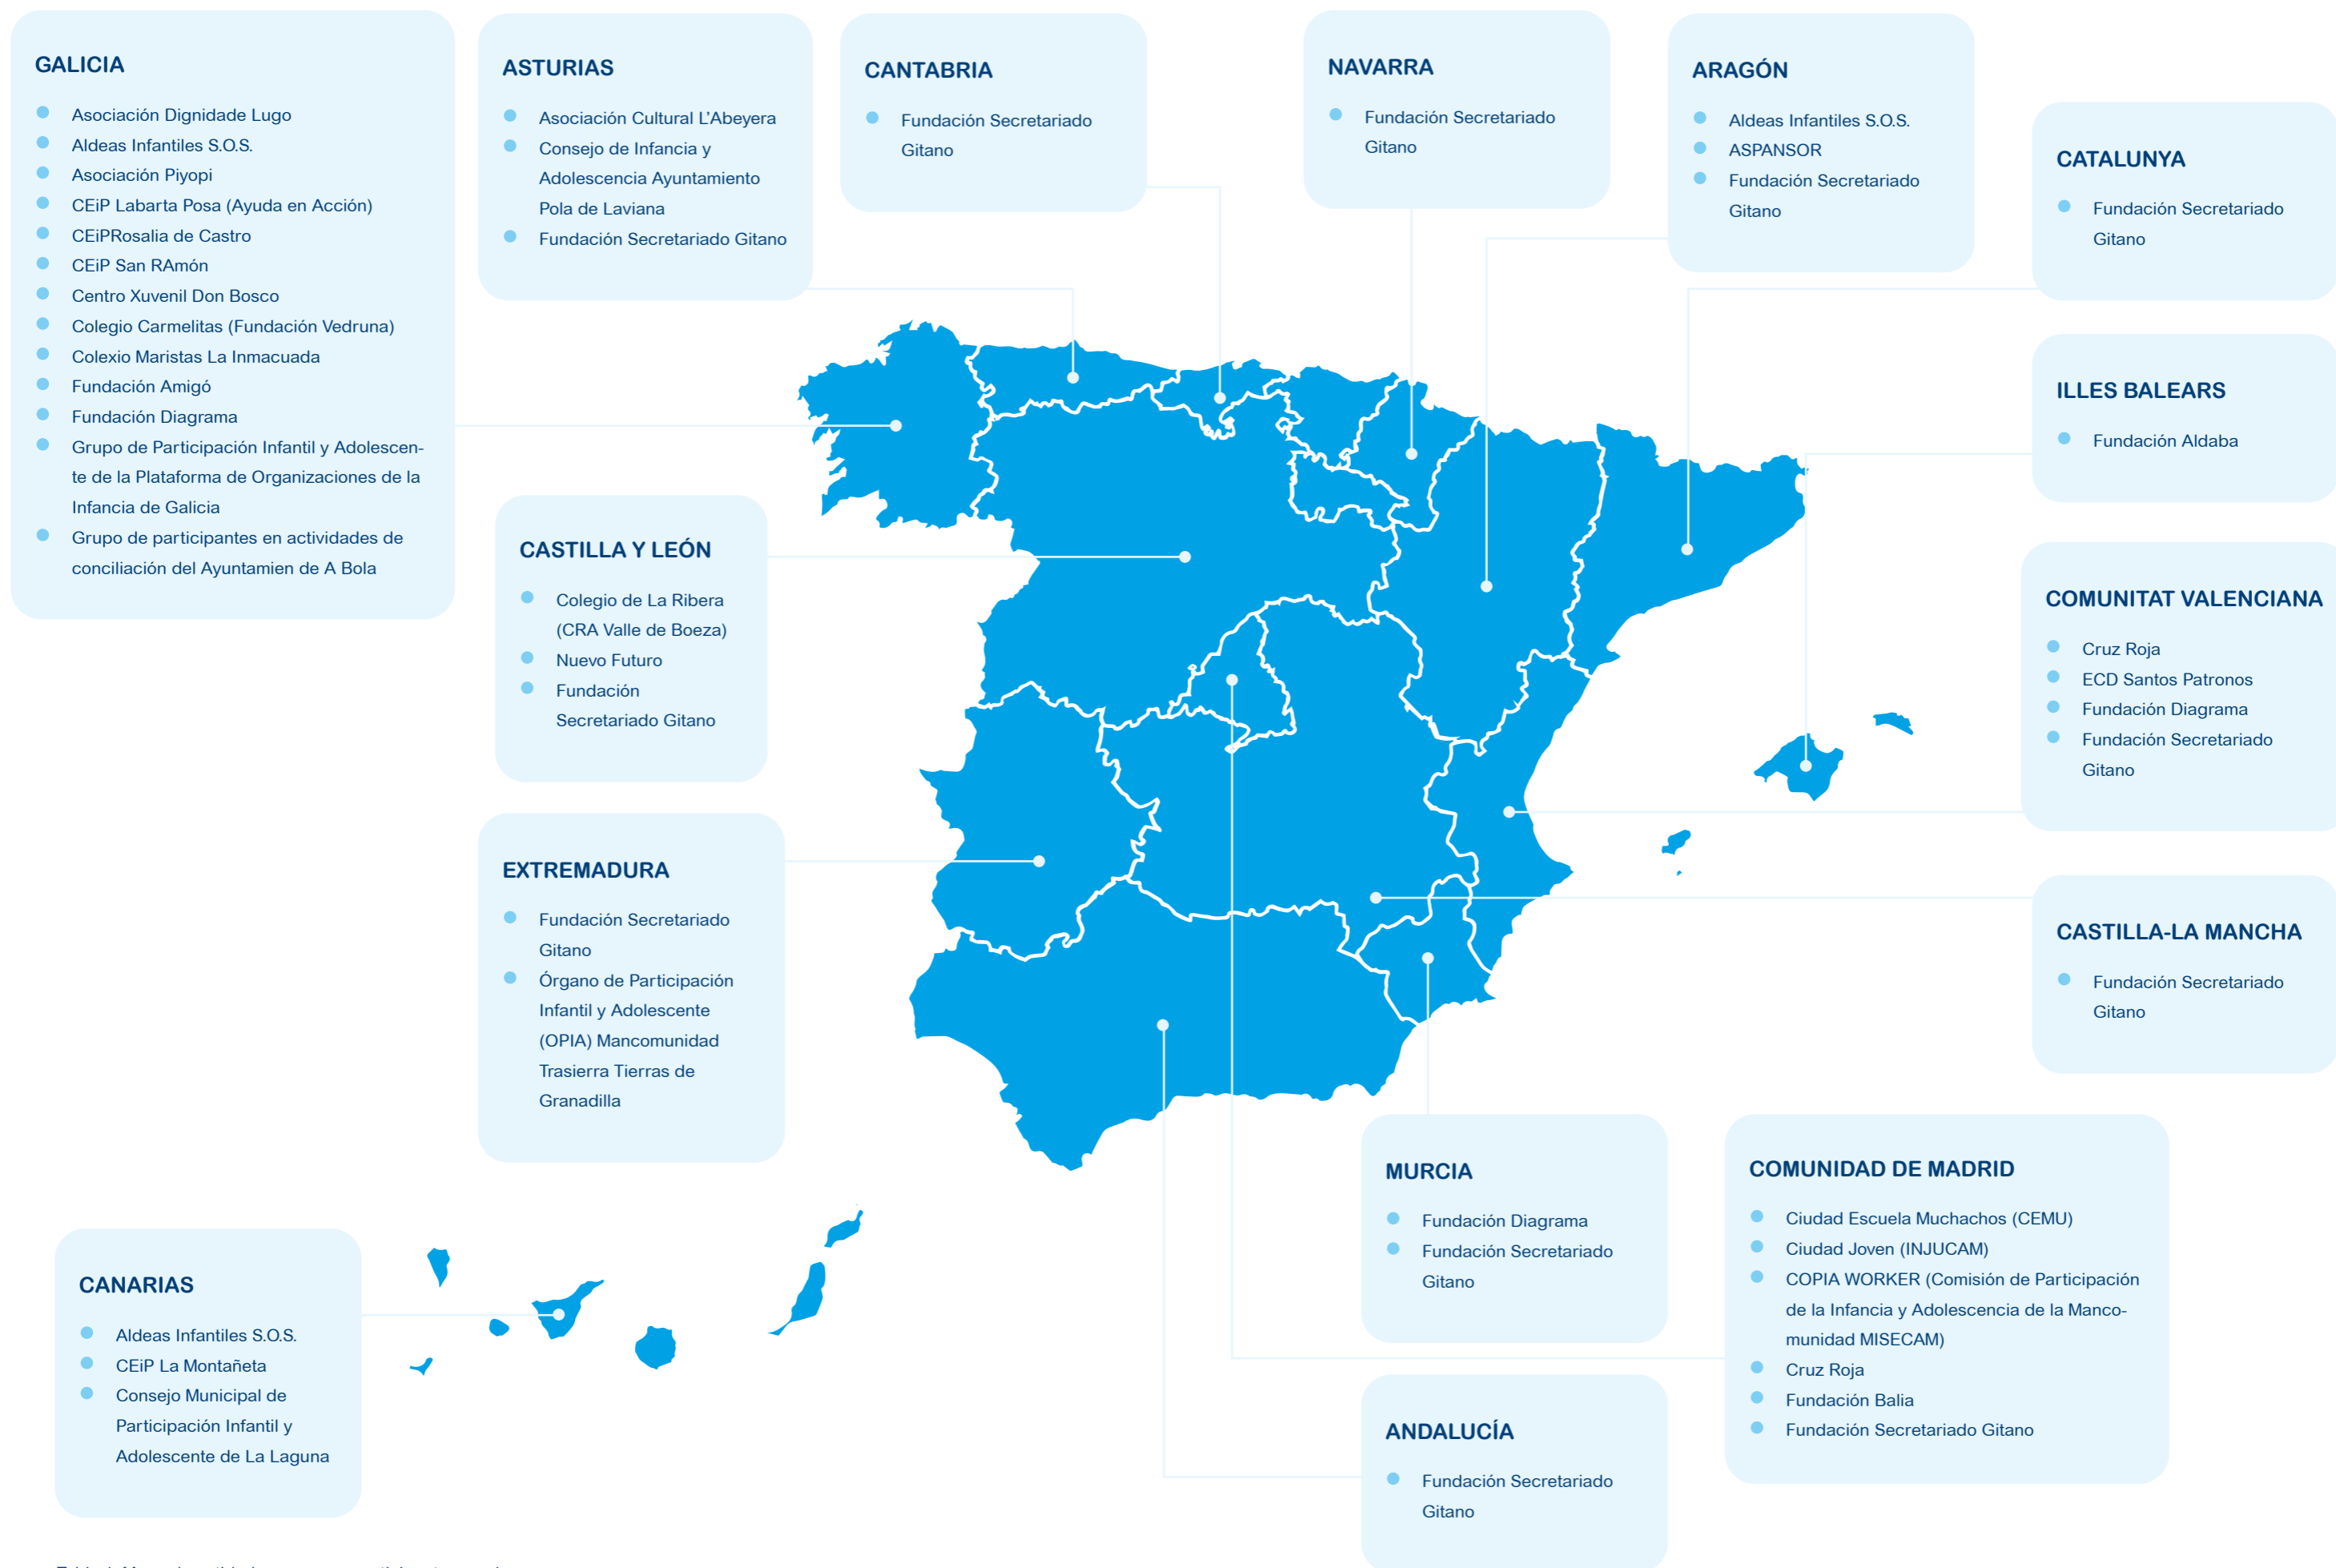 GALICIA
Asociación Dignidade Lugo
Aldeas Infantiles S.O.S.
Asociación Piyopi
CEiP Labarta Posa (Ayuda en Acción)
CEiPRosalia de Castro
CEiP San RAmón
Centro Xuvenil Don Bosco
Colegio Carmelitas (Fundación Vedruna)
Colexio Maristas La Inmacuada
Fundación Amigó
Fundación Diagrama
Grupo de Participación Infantil y Adolescen-
te de la Plataforma de Organizaciones de la
Infancia de Galicia
Grupo de participantes en actividades de
conciliación del Ayuntamien de A Bola
ASTURIAS
Asociación Cultural L'Abeyera
Consejo de Infancia y
Adolescencia Ayuntamiento
Pola de Laviana
Fundación Secretariado Gitano
CANTABRIA
Fundación Secretariado
Gitano
NAVARRA
Fundación Secretariado
Gitano
ARAGÓN
Aldeas Infantiles S.O.S.
ASPANSOR
Fundación Secretariado
Gitano
CATALUNYA
Fundación Secretariado
Gitano
ILLES BALEARS
Fundación Aldaba
CASTILLA Y LEÓN
Colegio de La Ribera
(CRA Valle de Boeza)
Nuevo Futuro
Fundación
Secretariado Gitano
COMUNITAT VALENCIANA
Cruz Roja
ECD Santos Patronos
Fundación Diagrama
Fundación Secretariado
Gitano
EXTREMADURA
Fundación Secretariado
Gitano
Órgano de Participación
Infantil y Adolescente
(OPIA) Mancomunidad
Trasierra Tierras de
Granadilla
CASTILLA-LA MANCHA
Fundación Secretariado
Gitano
MURCIA
Fundación Diagrama
Fundación Secretariado
Gitano
COMUNIDAD DE MADRID
Ciudad Escuela Muchachos (CEMU)
Ciudad Joven (INJUCAM)
COPIA WORKER (Comisión de Participación
de la Infancia y Adolescencia de la Manco-
munidad MISECAM)
Cruz Roja
Fundación Balia
Fundación Secretariado Gitano
CANARIAS
Aldeas Infantiles S.O.S.
CEiP La Montañeta
Consejo Municipal de
Participación Infantil y
Adolescente de La Laguna
ANDALUCÍA
Fundación Secretariado
Gitano